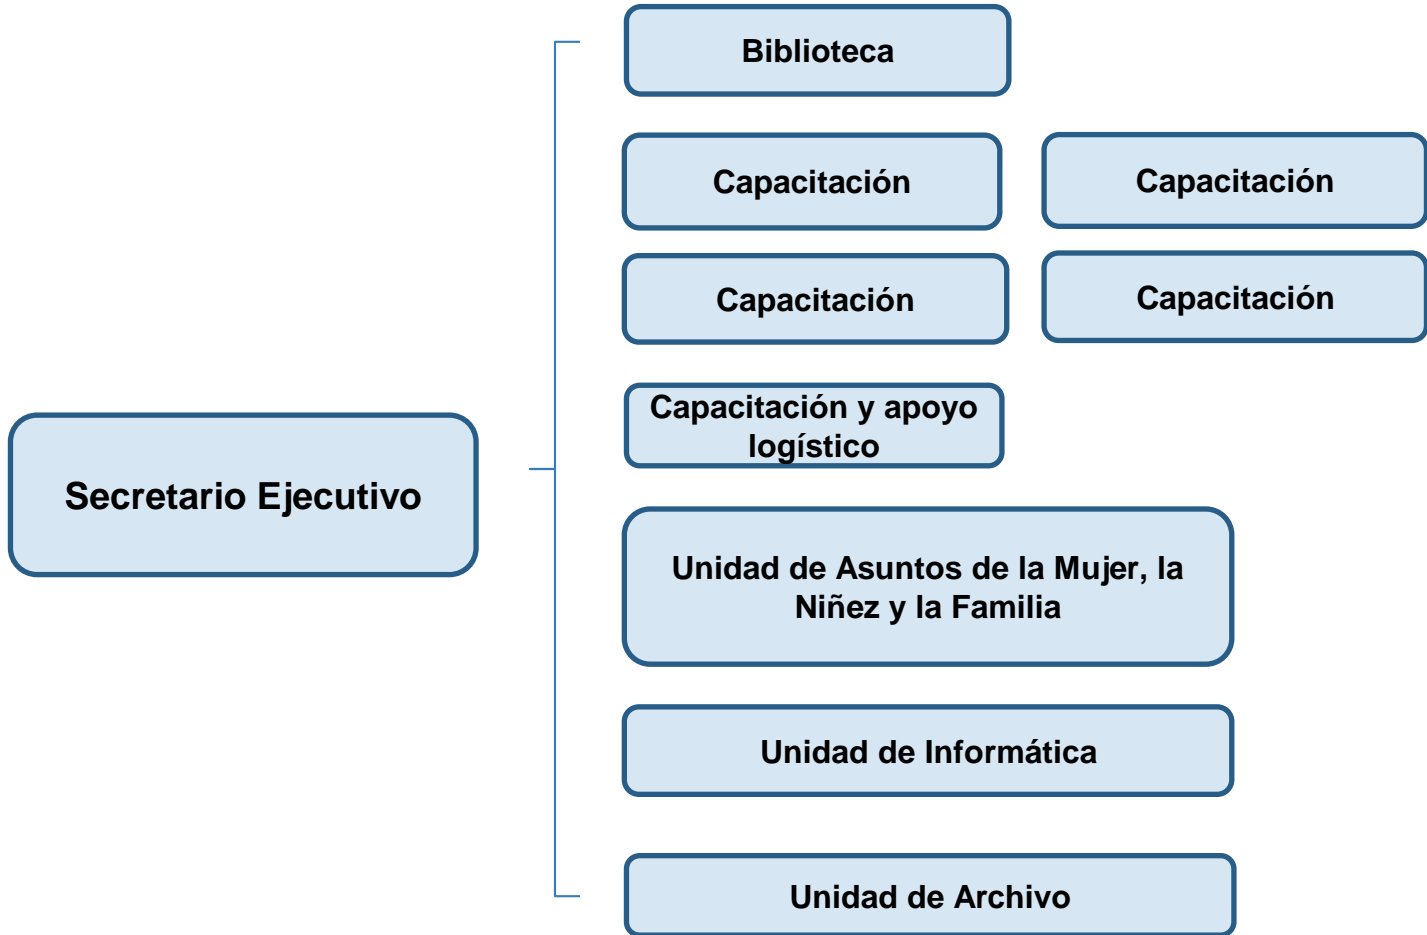 Biblioteca
Capacitación
Capacitación
Capacitación
Capacitación
Capacitación y apoyo
logístico
Secretario Ejecutivo
Unidad de Asuntos de la Mujer, la
Niñez y la Familia
Unidad de Informática
Unidad de Archivo